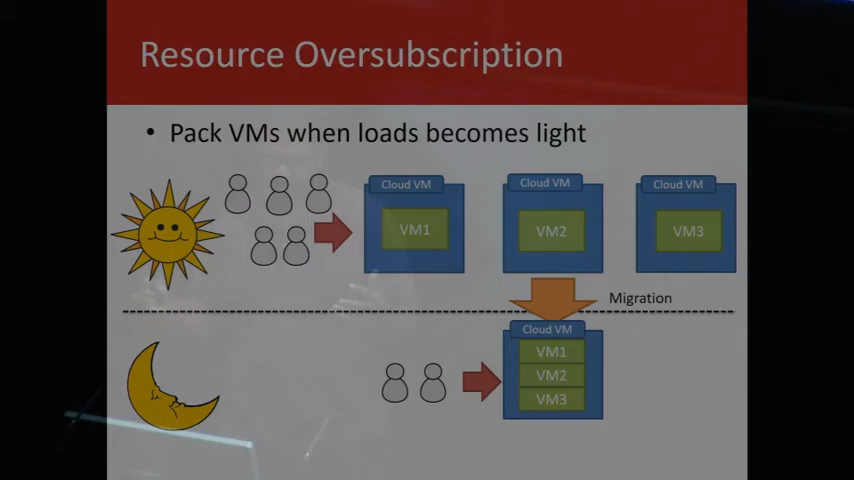 Resource Oversubscription
• Pack VMs when loads becomes light
Cloud VM
Cloud VM
Cloud VM
VM1
VM2
VM3
Migration
Cloud VM
VM1
VM2
VM3